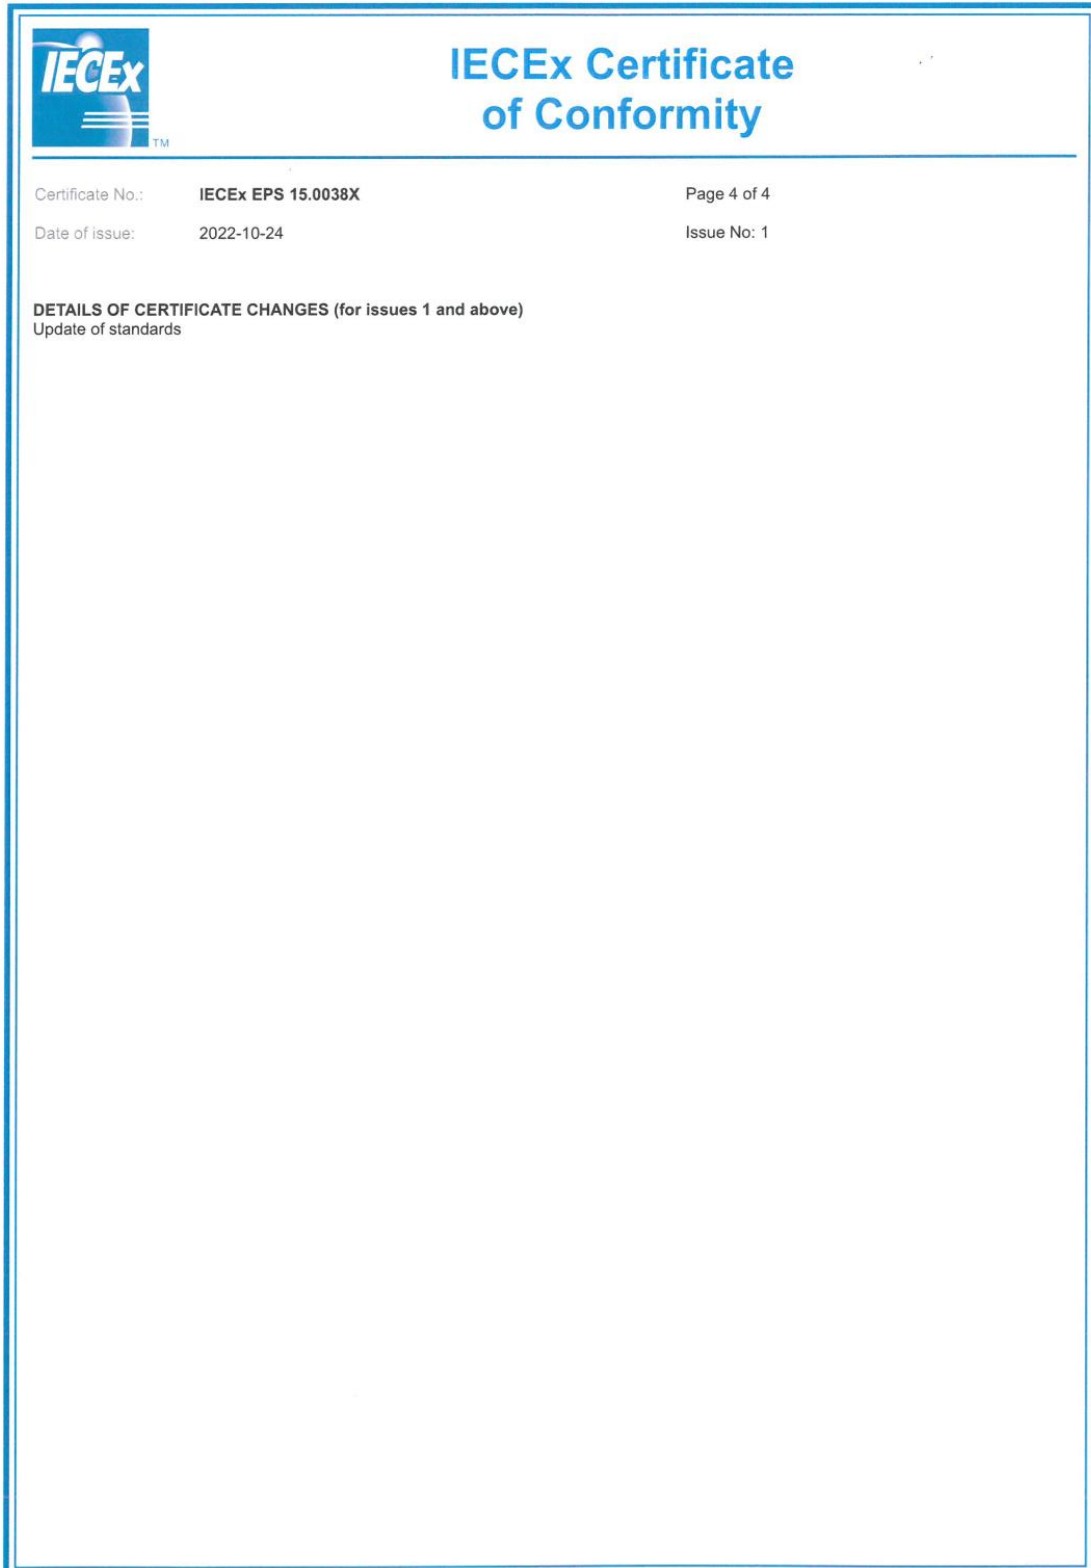 IECEx
TM
IECEx Certificate
of Conformity
Certificate No.: IECEx EPS 15.0038X Page 4 of 4
Date of issue: 2022-10-24 Issue No: 1
DETAILS OF CERTIFICATE CHANGES (for issues 1 and above)
Update of standards